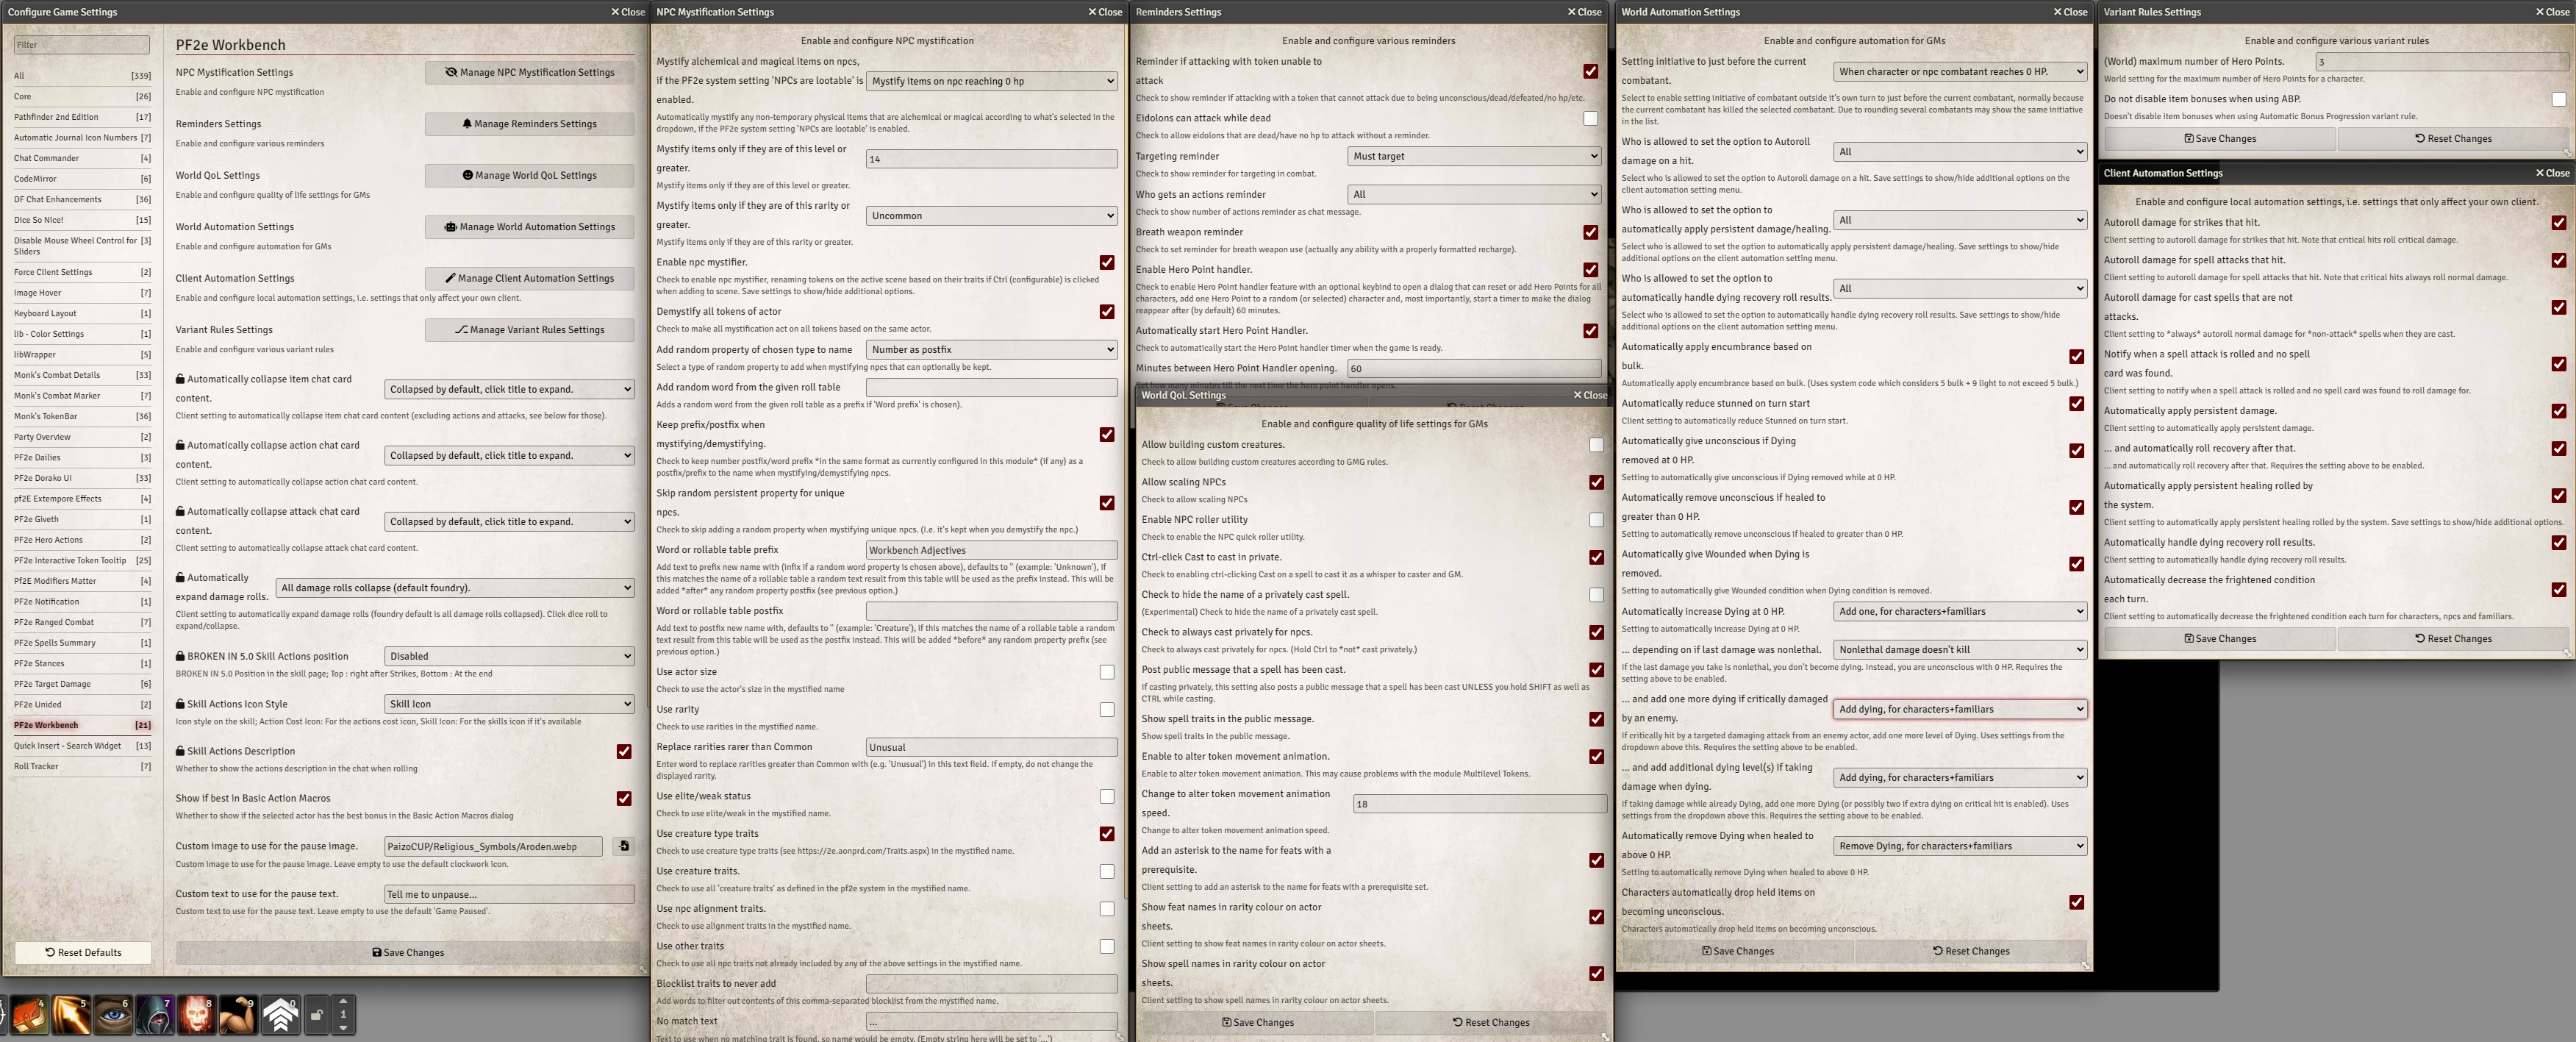 Configure Game Settings
Close
Filter
All [339]
Core [26]
Pathfinder 2nd Edition [17]
Automatic Journal Icon Numbers [7]
Chat Commander [4]
CodeMirror [6]
DF Chat Enhancements [36]
Dice So Nice! [15]
Disable Mouse Wheel Control for [3]
Sliders
Force Client Settings [2]
Image Hover [7]
Keyboard Layout [1]
lib - Color Settings [1]
libWrapper [5]
Monk's Combat Details [33]
Monk's Combat Marker [7]
Monk's TokenBar [36]
Party Overview [2]
PF2e Dailies [3]
PF2e Dorako UI [33]
pf2E Extempore Effects [4]
PF2e Giveth [1]
PF2e Hero Actions [2]
PF2e Interactive Token Tooltip [25]
Pf2E Modifiers Matter [4]
PF2e Notification [1]
PF2e Ranged Combat [7]
PF2e Spells Summary [1]
PF2e Stances [1]
PF2e Target Damage [6]
PF2e Unided [2]
PF2e Workbench [21]
Quick Insert - Search Widget [13]
Roll Tracker [7]
Reset Defaults
PF2e Workbench
NPC Mystification Settings
Manage NPC Mystification Settings
Enable and configure NPC mystification
Reminders Settings
Manage Reminders Settings
Enable and configure various reminders
World QoL Settings
Manage World QoL Settings
Enable and configure quality of life settings for GMs
World Automation Settings
Manage World Automation Settings
Enable and configure automation for GMs
Client Automation Settings
Manage Client Automation Settings
Enable and configure local automation settings, i.e. settings that only affect your own client.
Variant Rules Settings
Manage Variant Rules Settings
Enable and configure various variant rules
Automatically collapse item chat card
content.
Collapsed by default, click title to expand.
Client setting to automatically collapse item chat card content (excluding actions and attacks, see below for those).
Automatically collapse action chat card
content.
Collapsed by default, click title to expand.
Client setting to automatically collapse action chat card content.
Automatically collapse attack chat card
content.
Collapsed by default, click title to expand.
Client setting to automatically collapse attack chat card content.
Automatically
expand damage rolls.
All damage rolls collapse (default foundry).
Client setting to automatically expand damage rolls (foundry default is all damage rolls collapsed). Click dice roll to
expand/collapse.
BROKEN IN 5.0 Skill Actions position
Disabled
BROKEN IN 5.0 Position in the skill page; Top : right after Strikes, Bottom : At the end
Skill Actions Icon Style
Skill Icon
Icon style on the skill; Action Cost Icon: For the actions cost icon, Skill Icon: For the skills icon if it's available
Skill Actions Description
Whether to show the actions description in the chat when rolling
Show if best in Basic Action Macros
Whether to show if the selected actor has the best bonus in the Basic Action Macros dialog
Custom image to use for the pause image.
PaizoCUP/Religious_Symbols/Aroden.webp
Custom image to use for the pause image. Leave empty to use the default clockwork icon.
Custom text to use for the pause text.
Tell me to unpause...
Custom text to use for the pause text. Leave empty to use the default 'Game Paused'.
Save Changes
4 5 6 7 8 9 0
1
NPC Mystification Settings
Close
Enable and configure NPC mystification
Mystify alchemical and magical items on npcs,
if the PF2e system setting 'NPCs are lootable' is
enabled.
Mystify items on npc reaching 0 hp
Automatically mystify any non-temporary physical items that are alchemical or magical according to what's selected in the
dropdown, if the PF2e system setting 'NPCs are lootable' is enabled.
Mystify items only if they are of this level or
greater.
14
Mystify items only if they are of this level or greater.
Mystify items only if they are of this rarity or
greater.
Uncommon
Mystify items only if they are of this rarity or greater.
Enable npc mystifier.
Check to enable npc mystifier, renaming tokens on the active scene based on their traits if Ctrl (configurable) is clicked
when adding to scene. Save settings to show/hide additional options.
Demystify all tokens of actor
Check to make all mystification act on all tokens based on the same actor.
Add random property of chosen type to name
Number as postfix
Select a type of random property to add when mystifying npcs that can optionally be kept.
Add random word from the given roll table
Adds a random word from the given roll table as a prefix if 'Word prefix' is chosen).
Keep prefix/postfix when
mystifying/demystifying.
Check to keep number postfix/word prefix *in the same format as currently configured in this module* (if any) as a
postfix/prefix to the name when mystifying/demystifying npcs.
Skip random persistent property for unique
npcs.
Check to skip adding a random property when mystifying unique npcs. (I.e. it's kept when you demystify the npc.)
Word or rollable table prefix
Workbench Adjectives
Add text to prefix new name with (infix if a random word property is chosen above), defaults to '' (example: 'Unknown'), if
this matches the name of a rollable table a random text result from this table will be used as the prefix instead. This will be
added *after* any random property postfix (see previous option.)
Word or rollable table postfix
Add text to postfix new name with, defaults to '' (example: 'Creature'), if this matches the name of a rollable table a random
text result from this table will be used as the postfix instead. This will be added *before* any random property prefix (see
previous option.)
Use actor size
Check to use the actor's size in the mystified name
Use rarity
Check to use rarities in the mystified name.
Replace rarities rarer than Common
Unusual
Enter word to replace rarities greater than Common with (e.g. 'Unusual') in this text field. If empty, do not change the
displayed rarity.
Use elite/weak status
Check to use elite/weak in the mystified name.
Use creature type traits
Check to use creature type traits (see https://2e.aonprd.com/Traits.aspx) in the mystified name.
Use creature traits.
Check to use all 'creature traits' as defined in the pf2e system in the mystified name.
Use npc alignment traits.
Check to use alignment traits in the mystified name.
Use other traits
Check to use all npc traits not already included by any of the above settings in the mystified name.
Blocklist traits to never add
Add words to filter out contents of this comma-separated blocklist from the mystified name.
No match text
...
Text to use when no matching trait is found, so name would be empty. (Empty string here will be set to '...')
Reminders Settings
Close
Enable and configure various reminders
Reminder if attacking with token unable to
attack
Check to show reminder if attacking with a token that cannot attack due to being unconscious/dead/defeated/no hp/etc.
Eidolons can attack while dead
Check to allow eidolons that are dead/have no hp to attack without a reminder.
Targeting reminder
Must target
Check to show reminder for targeting in combat.
Who gets an actions reminder
All
Check to show number of actions reminder as chat message.
Breath weapon reminder
Check to set reminder for breath weapon use (actually any ability with a properly formatted recharge).
Enable Hero Point handler.
Check to enable Hero Point handler feature with an optional keybind to open a dialog that can reset or add Hero Points for all
characters, add one Hero Point to a random (or selected) character and, most importantly, start a timer to make the dialog
reappear after (by default) 60 minutes.
Automatically start Hero Point Handler.
Check to automatically start the Hero Point handler timer when the game is ready.
Minutes between Hero Point Handler opening.
60
Set how many minutes till the next time the hero point handler opens.
Save Changes
Reset Changes
World QoL Settings
Close
Enable and configure quality of life settings for GMs
Allow building custom creatures.
Check to allow building custom creatures according to GMG rules.
Allow scaling NPCs
Check to allow scaling NPCs
Enable NPC roller utility
Check to enable the NPC quick roller utility.
Ctrl-click Cast to cast in private.
Check to enabling ctrl-clicking Cast on a spell to cast it as a whisper to caster and GM.
Check to hide the name of a privately cast spell.
(Experimental) Check to hide the name of a privately cast spell.
Check to always cast privately for npcs.
Check to always cast privately for npcs. (Hold Ctrl to *not* cast privately.)
Post public message that a spell has been cast.
If casting privately, this setting also posts a public message that a spell has been cast UNLESS you hold SHIFT as well as
CTRL while casting.
Show spell traits in the public message.
Show spell traits in the public message.
Enable to alter token movement animation.
Enable to alter token movement animation. This may cause problems with the module Multilevel Tokens.
Change to alter token movement animation
speed.
18
Change to alter token movement animation speed.
Add an asterisk to the name for feats with a
prerequisite.
Client setting to add an asterisk to the name for feats with a prerequisite set.
Show feat names in rarity colour on actor
sheets.
Client setting to show feat names in rarity colour on actor sheets.
Show spell names in rarity colour on actor
sheets.
Client setting to show spell names in rarity colour on actor sheets.
Save Changes
Reset Changes
World Automation Settings
Close
Enable and configure automation for GMs
Setting initiative to just before the current
combatant.
When character or npc combatant reaches 0 HP.
Select to enable setting initiative of combatant outside it's own turn to just before the current combatant, normally because
the current combatant has killed the selected combatant. Due to rounding several combatants may show the same initiative
in the list.
Who is allowed to set the option to Autoroll
damage on a hit.
All
Select who is allowed to set the option to Autoroll damage on a hit. Save settings to show/hide additional options on the
client automation setting menu.
Who is allowed to set the option to
automatically apply persistent damage/healing.
All
Select who is allowed to set the option to automatically apply persistent damage/healing. Save settings to show/hide
additional options on the client automation setting menu.
Who is allowed to set the option to
automatically handle dying recovery roll results.
All
Select who is allowed to set the option to automatically handle dying recovery roll results. Save settings to show/hide
additional options on the client automation setting menu.
Automatically apply encumbrance based on
bulk.
Automatically apply encumbrance based on bulk. (Uses system code which considers 5 bulk + 9 light to not exceed 5 bulk.)
Automatically reduce stunned on turn start
Client setting to automatically reduce Stunned on turn start.
Automatically give unconscious if Dying
removed at 0 HP.
Setting to automatically give unconscious if Dying removed while at 0 HP.
Automatically remove unconscious if healed to
greater than 0 HP.
Setting to automatically remove unconscious if healed to greater than 0 HP.
Automatically give Wounded when Dying is
removed.
Setting to automatically give Wounded condition when Dying condition is removed.
Automatically increase Dying at 0 HP.
Add one, for characters+familiars
Setting to automatically increase Dying at 0 HP.
... depending on if last damage was nonlethal.
Nonlethal damage doesn't kill
If the last damage you take is nonlethal, you don't become dying. Instead, you are unconscious with 0 HP. Requires the
setting above to be enabled.
... and add one more dying if critically damaged
by an enemy.
Add dying, for characters+familiars
If critically hit by a targeted damaging attack from an enemy actor, add one more level of Dying. Uses settings from the
dropdown above this. Requires the setting above to be enabled.
... and add additional dying level(s) if taking
damage when dying.
Add dying, for characters+familiars
If taking damage while already Dying, add one more Dying (or possibly two if extra dying on critical hit is enabled). Uses
settings from the dropdown above this. Requires the setting above to be enabled.
Automatically remove Dying when healed to
above 0 HP.
Remove Dying, for characters+familiars
Setting to automatically remove Dying when healed to above 0 HP.
Characters automatically drop held items on
becoming unconscious.
Characters automatically drop held items on becoming unconscious.
Save Changes
Reset Changes
Variant Rules Settings
Close
Enable and configure various variant rules
(World) maximum number of Hero Points.
3
World setting for the maximum number of Hero Points for a character.
Do not disable item bonuses when using ABP.
Doesn't disable item bonuses when using Automatic Bonus Progression variant rule.
Save Changes
Reset Changes
Client Automation Settings
Close
Enable and configure local automation settings, i.e. settings that only affect your own client.
Autoroll damage for strikes that hit.
Client setting to autoroll damage for strikes that hit. Note that critical hits roll critical damage.
Autoroll damage for spell attacks that hit.
Client setting to autoroll damage for spell attacks that hit. Note that critical hits always roll normal damage.
Autoroll damage for cast spells that are not
attacks.
Client setting to *always* autoroll normal damage for *non-attack* spells when they are cast.
Notify when a spell attack is rolled and no spell
card was found.
Client setting to notify when a spell attack is rolled and no spell card was found to roll damage for.
Automatically apply persistent damage.
Client setting to automatically apply persistent damage.
... and automatically roll recovery after that.
... and automatically roll recovery after that. Requires the setting above to be enabled.
Automatically apply persistent healing rolled by
the system.
Client setting to automatically apply persistent healing rolled by the system. Save settings to show/hide additional options.
Automatically handle dying recovery roll results.
Client setting to automatically handle dying recovery roll results.
Automatically decrease the frightened condition
each turn.
Client setting to automatically decrease the frightened condition each turn for characters, npcs and familiars.
Save Changes
Reset Changes